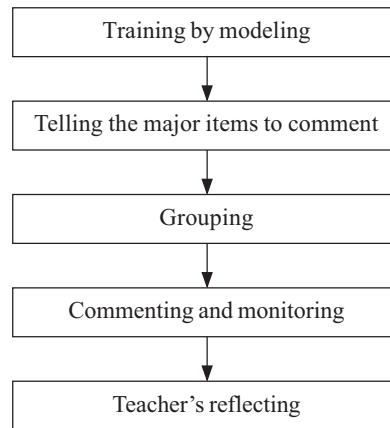 Training by modeling
Telling the major items to comment
Grouping
Commenting and monitoring
Teacher’s reflecting